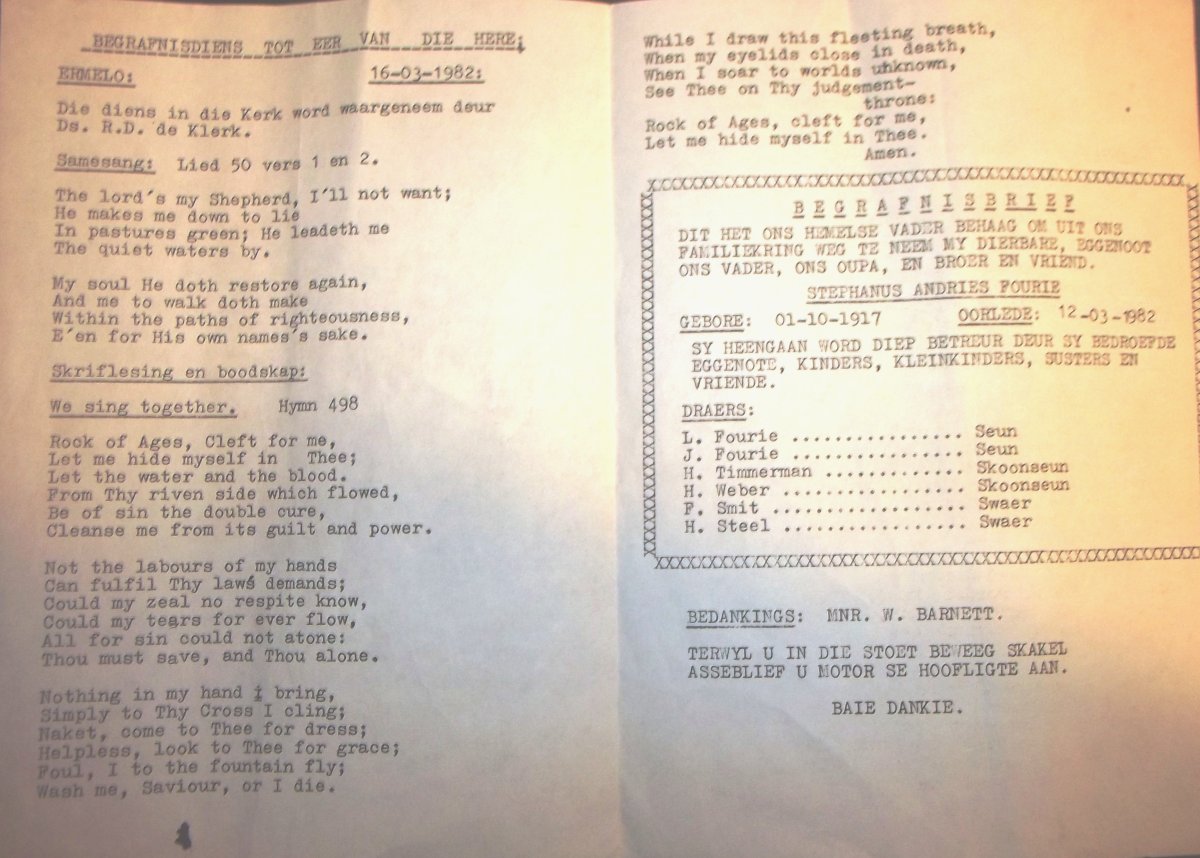 BEGRAFNISDIENS TOT EER VAN DIE HERE;
ERMELO: 16-03-1982:
Die diens in die Kerk word waargeneem deur
Ds. R.D. de Klerk.
Samesang: Lied 50 vers 1 en 2.
The lord's my Shepherd, I'll not want;
He makes me down to lie
In pastures green; He leadeth me
The quiet waters by.
My soul He doth restore again,
And me to walk doth make
Within the paths of righteousness,
E'en for His own names's sake.
Skriflesing en boodskap:
We sing together. Hymn 498
Rock of Ages, Cleft for me,
Let me hide myself in Thee;
Let the water and the blood.
From Thy riven side which flowed,
Be of sin the double cure,
Cleanse me from its guilt and power.
Not the labours of my hands
Can fulfil Thy laws demands;
Could my zeal no respite know,
Could my tears for ever flow,
All for sin could not atone:
Thou must save, and Thou alone.
Nothing in my hand I bring,
Simply to Thy Cross I cling;
Naket, come to Thee for dress;
Helpless, look to Thee for grace;
Foul, I to the fountain fly;
Wash me, Saviour, or I die.
While I draw this fleeting breath,
When my eyelids close in death,
When I soar to worlds uhknown,
See Thee on Thy judgement-
throne:
Rock of Ages, cleft for me,
Let me hide myself in Thee.
Amen.
BEGRAFNISBRIEF
DIT HET ONS HEMELSE VADER BEHAAG OM UIT ONS
FAMILIEKRING WEG TE NEEM MY DIERBARE, EGGENOOT
ONS VADER, ONS OUPA, EN BROER EN VRIEND.
STEPHANUS ANDRIES FOURIE
GEBORE: 01-10-1917 OORLEDE: 12-03-1982
SY HEENGAAN WORD DIEP BETREUR DEUR SY BEDROEFDE
EGGENOTE, KINDERS, KLEINKINDERS, SUSTERS EN
VRIENDE.
DRAERS:
L. Fourie ................ Seun
J. Fourie ................ Seun
H. Timmerman ............. Skoonseun
H. Weber ................. Skoonseun
F. Smit .................. Swaer
H. Steel ................. Swaer
BEDANKINGS: MNR. W. BARNETT.
TERWYL U IN DIE STOET BEWEEG SKAKEL
ASSEBLIEF U MOTOR SE HOOFLIGTE AAN.
BAIE DANKIE.